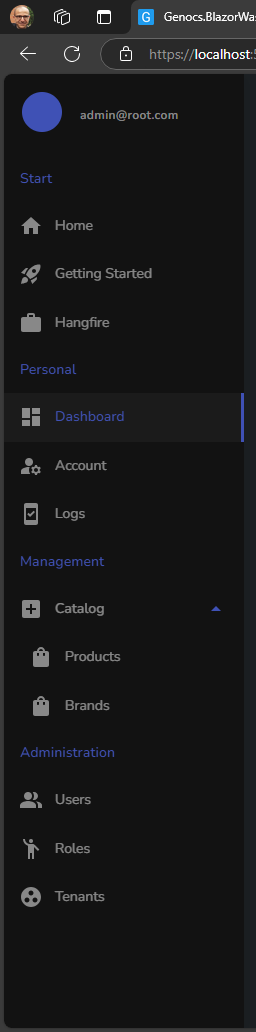 G Genocs.BlazorWas
https://localhost:5
admin@root.com
Start
Home
Getting Started
Hangfire
Personal
Dashboard
Account
Logs
Management
Catalog
Products
Brands
Administration
Users
Roles
Tenants